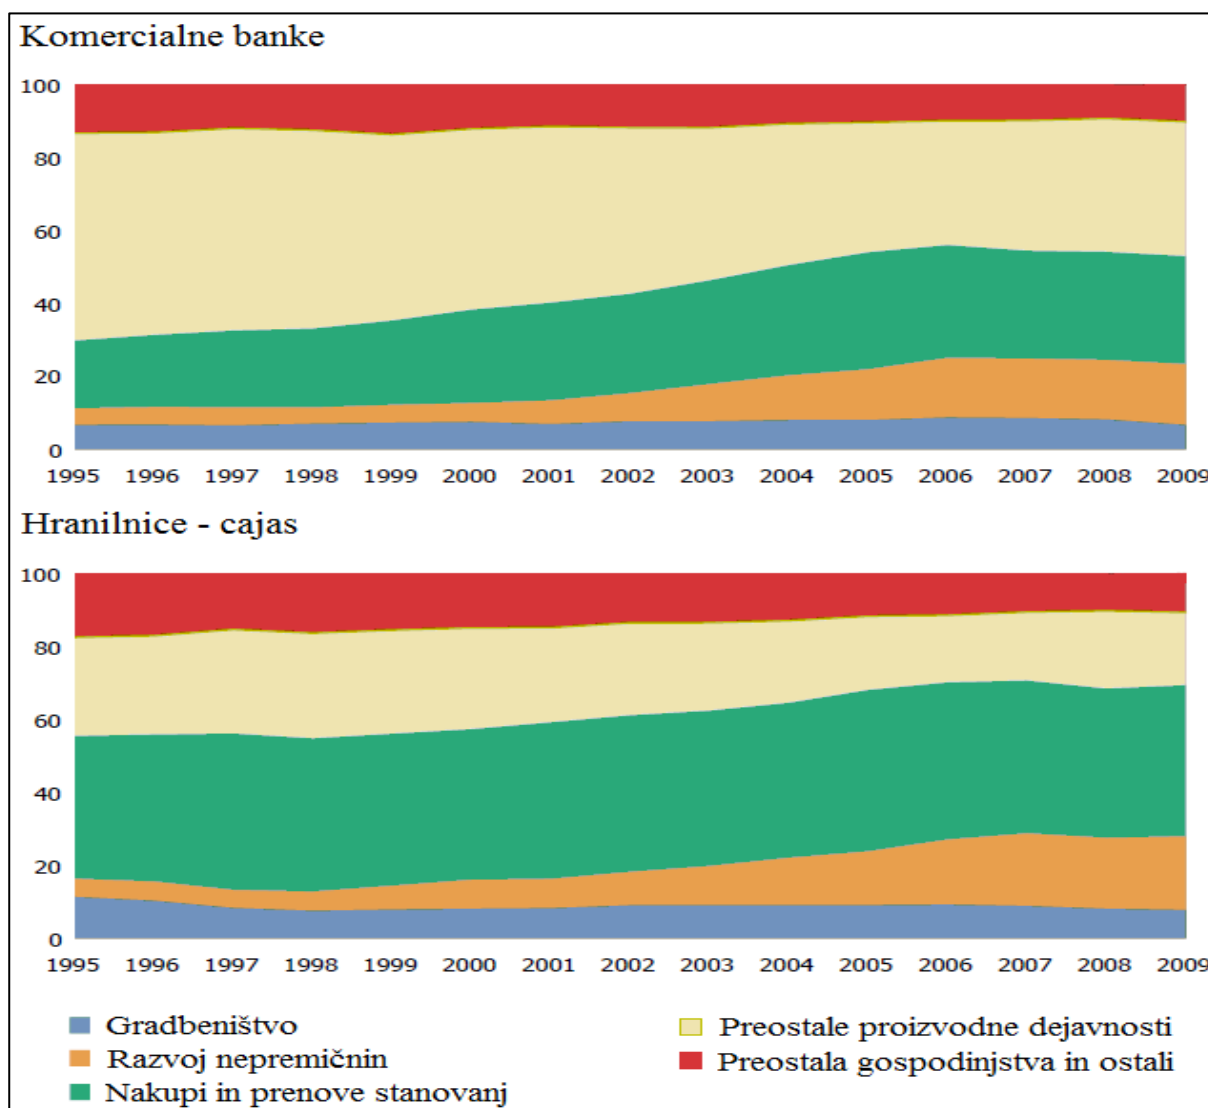 Komercialne banke
100
80
60
40
20
0
1995 1996 1997 1998 1999 2000 2001 2002 2003 2004 2005 2006 2007 2008 2009
Hranilnice - cajas
100
80
60
40
20
0
1995 1996 1997 1998 1999 2000 2001 2002 2003 2004 2005 2006 2007 2008 2009
Gradbeništvo
Razvoj nepremičnin
Nakupi in prenove stanovanj
Preostale proizvodne dejavnosti
Preostala gospodinjstva in ostali